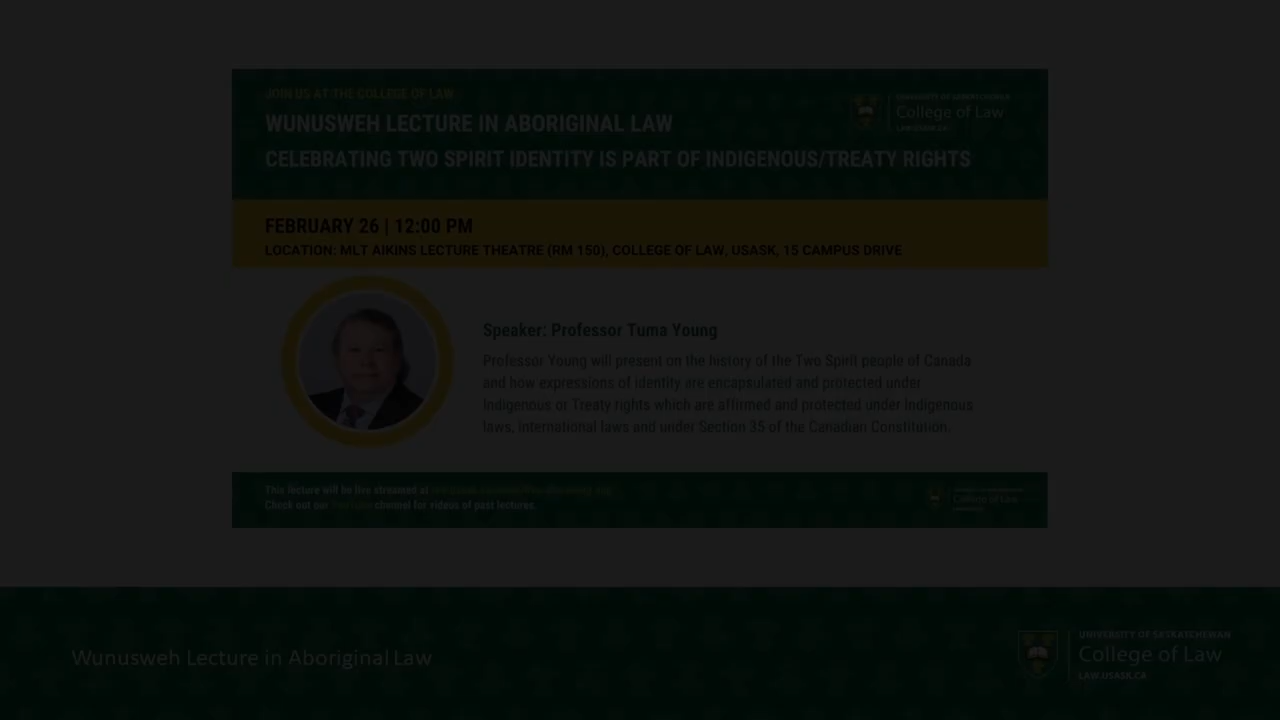 JOIN US AT THE COLLEGE OF LAW
WUNUSWEH LECTURE IN ABORIGINAL LAW
CELEBRATING TWO SPIRIT IDENTITY IS PART OF INDIGENOUS/TREATY RIGHTS
UNIVERSITY OF SASKATCHEWAN
College of Law
LAW.USASK.CA
FEBRUARY 26 | 12:00 PM
LOCATION: MLT AIKINS LECTURE THEATRE (RM 150), COLLEGE OF LAW, USASK, 15 CAMPUS DRIVE
Speaker: Professor Tuma Young
Professor Young will present on the history of the Two Spirit people of Canada
and how expressions of identity are encapsulated and protected under
Indigenous or Treaty rights which are affirmed and protected under Indigenous
laws, international laws and under Section 35 of the Canadian Constitution.
This lecture will be live streamed at
Check out our channel for videos of past lectures.
College of Law
Wunusweh Lecture in Aboriginal Law
UNIVERSITY OF SASKATCHEWAN
College of Law
LAW.USASK.CA